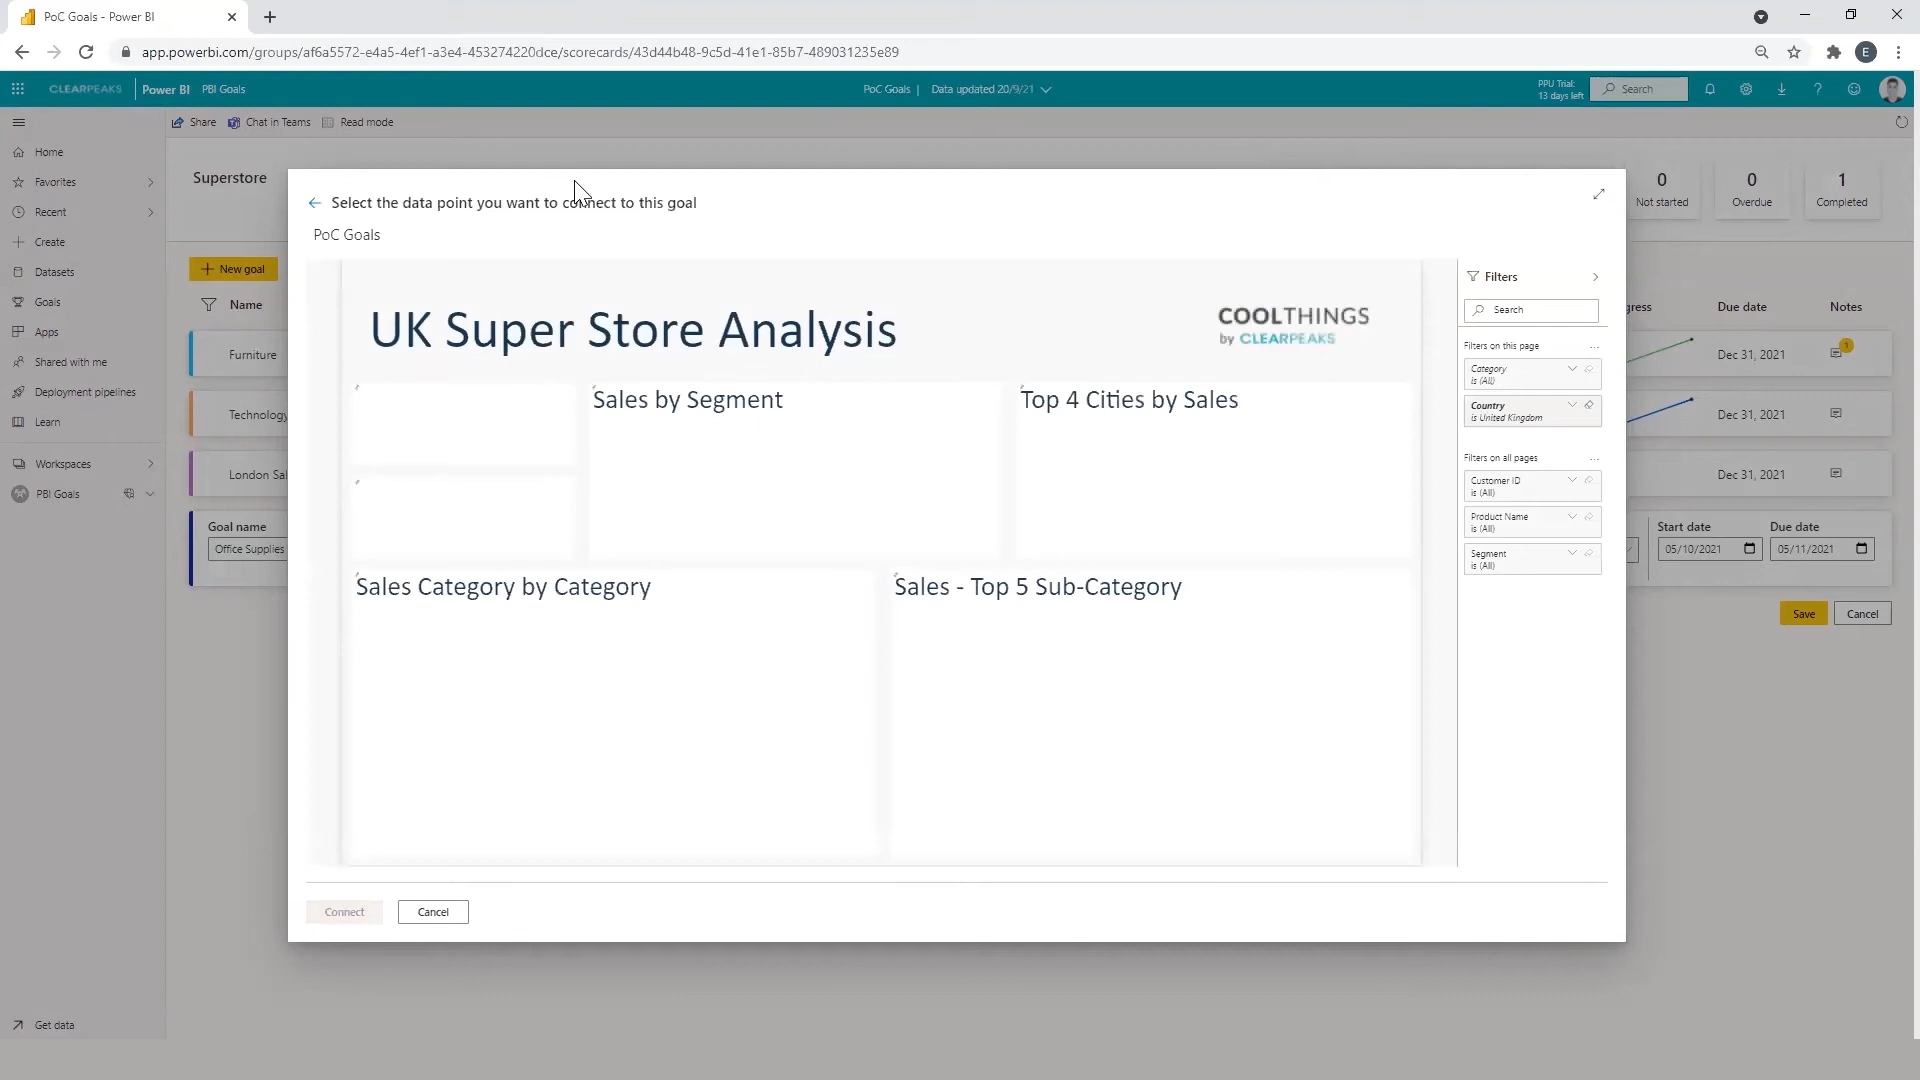 PoC Goals - Power BI
app.powerbi.com/groups/af6a5572-e4a5-4ef1-a3e4-453274220dce/scorecards/43d44b48-9c5d-41e1-85b7-489031235e89
E
CLEARPEAKS
Power BI
PBI Goals
PoC Goals | Data updated 20/9/21
PPU Trial:
13 days left
Search
Share
Chat in Teams
Read mode
Home
Favorites
Recent
Create
Datasets
Goals
Apps
Shared with me
Deployment pipelines
Learn
Workspaces
PBI Goals
Get data
Superstore
0
Not started
0
Overdue
1
Completed
New goal
Name
Due date
Notes
Furniture
Dec 31, 2021
1
Technology
Dec 31, 2021
London Sal
Dec 31, 2021
Goal name
Office Supplies
Start date
05/10/2021
Due date
05/11/2021
Save
Cancel
Select the data point you want to connect to this goal
PoC Goals
UK Super Store Analysis
COOLTHINGS
by CLEARPEAKS
Sales by Segment
Top 4 Cities by Sales
Sales Category by Category
Sales - Top 5 Sub-Category
Filters
Search
Filters on this page
...
Category
is (All)
Country
is United Kingdom
Filters on all pages
...
Customer ID
is (All)
Product Name
is (All)
Segment
is (All)
Connect
Cancel